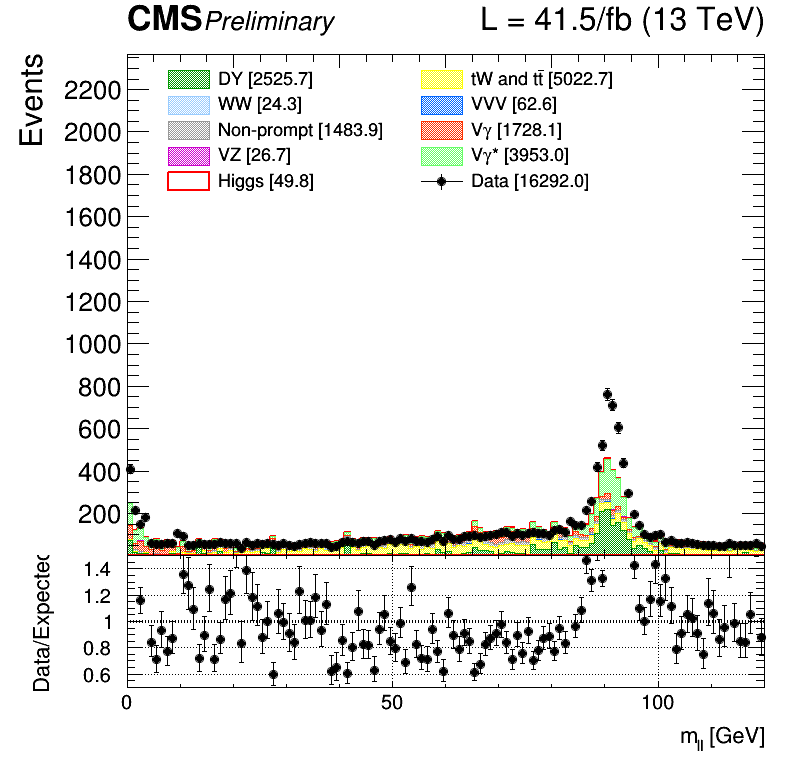 CMS Preliminary L = 41.5/fb (13 TeV)
Events
2200
2000
1800
1600
1400
1200
1000
800
600
400
200
DY [2525.7]
WW [24.3]
Non-prompt [1483.9]
VZ [26.7]
Higgs [49.8]
tW and tt̄ [5022.7]
VVV [62.6]
Vγ [1728.1]
Vγ* [3953.0]
Data [16292.0]
Data/Expected
1.4
1.2
1
0.8
0.6
0 50 100
m_ll [GeV]